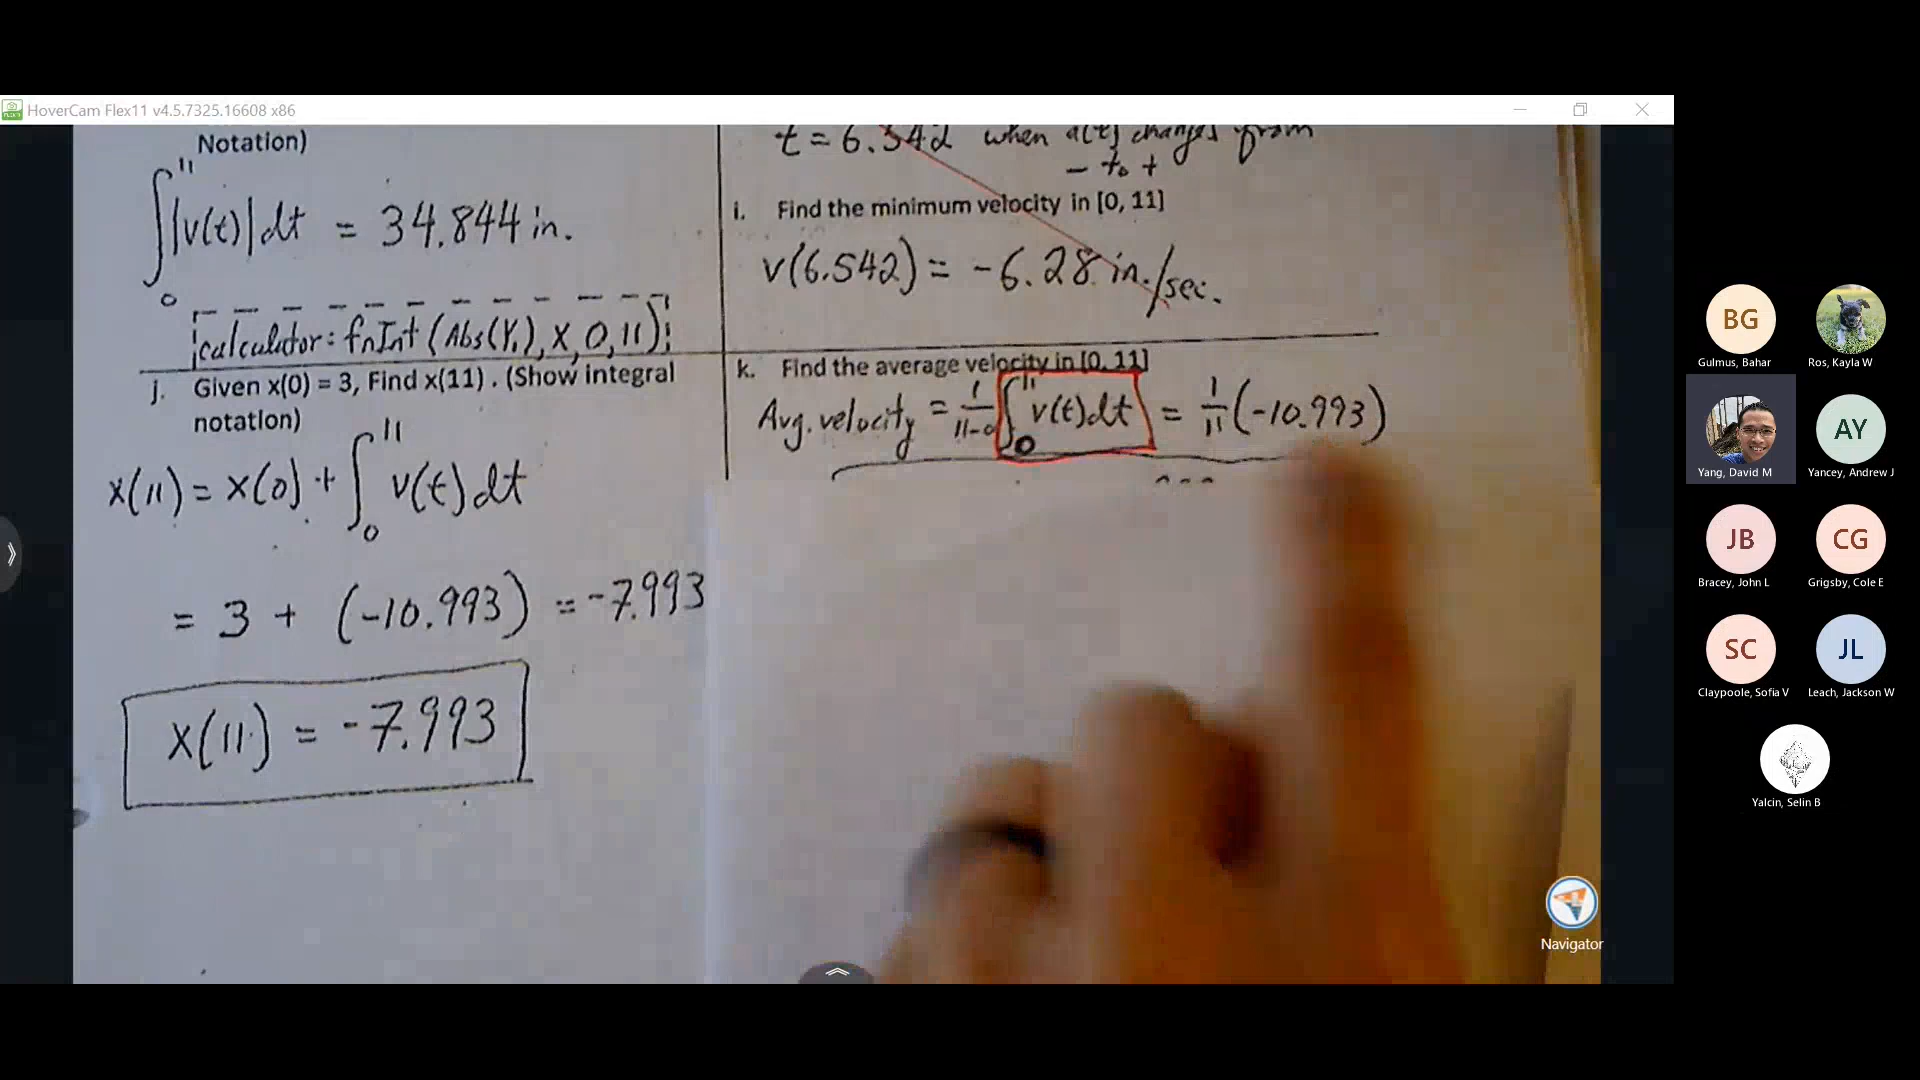 HoverCam Flex11 v4.5.7325.16608 x86
Notation)
∫₀¹¹ |v(t)| dt = 34.844 in.
calculator: fnInt (Abs(Y₁), X, 0, 11)
j. Given x(0) = 3, Find x(11) . (Show integral
notation)
x(11) = x(0) + ∫₀¹¹ v(t) dt
= 3 + (-10.993) = -7.993
x(11) = -7.993
t = 6.542 when a(t) changes from
- to +
i. Find the minimum velocity in [0, 11]
v(6.542) = -6.28 in./sec.
k. Find the average velocity in [0, 11]
Avg. velocity = 1/11-0 ∫₀¹¹ v(t) dt = 1/11 (-10.993)
Navigator
BG
Gulmus, Bahar
Ros, Kayla W
Yang, David M
AY
Yancey, Andrew J
JB
Bracey, John L
CG
Grigsby, Cole E
SC
Claypoole, Sofia V
JL
Leach, Jackson W
Yalcin, Selin B